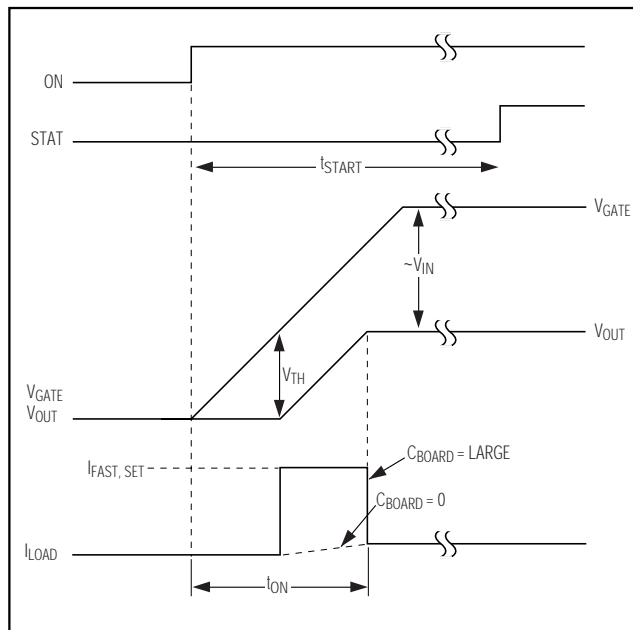 ON
STAT
tSTART
VGATE
~VIN
VOUT
VTH
VGATE
VOUT
CBOARD = LARGE
IFAST, SET
CBOARD = 0
ILOAD
tON